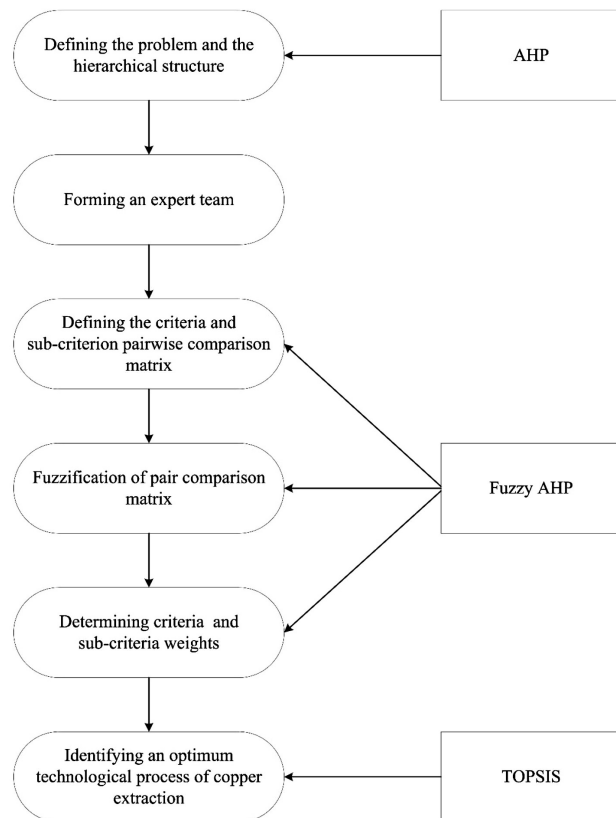 Defining the problem and the
hierarchical structure
AHP
Forming an expert team
Defining the criteria and
sub-criterion pairwise comparison
matrix
Fuzzification of pair comparison
matrix
Fuzzy AHP
Determining criteria and
sub-criteria weights
Identifying an optimum
technological process of copper
extraction
TOPSIS